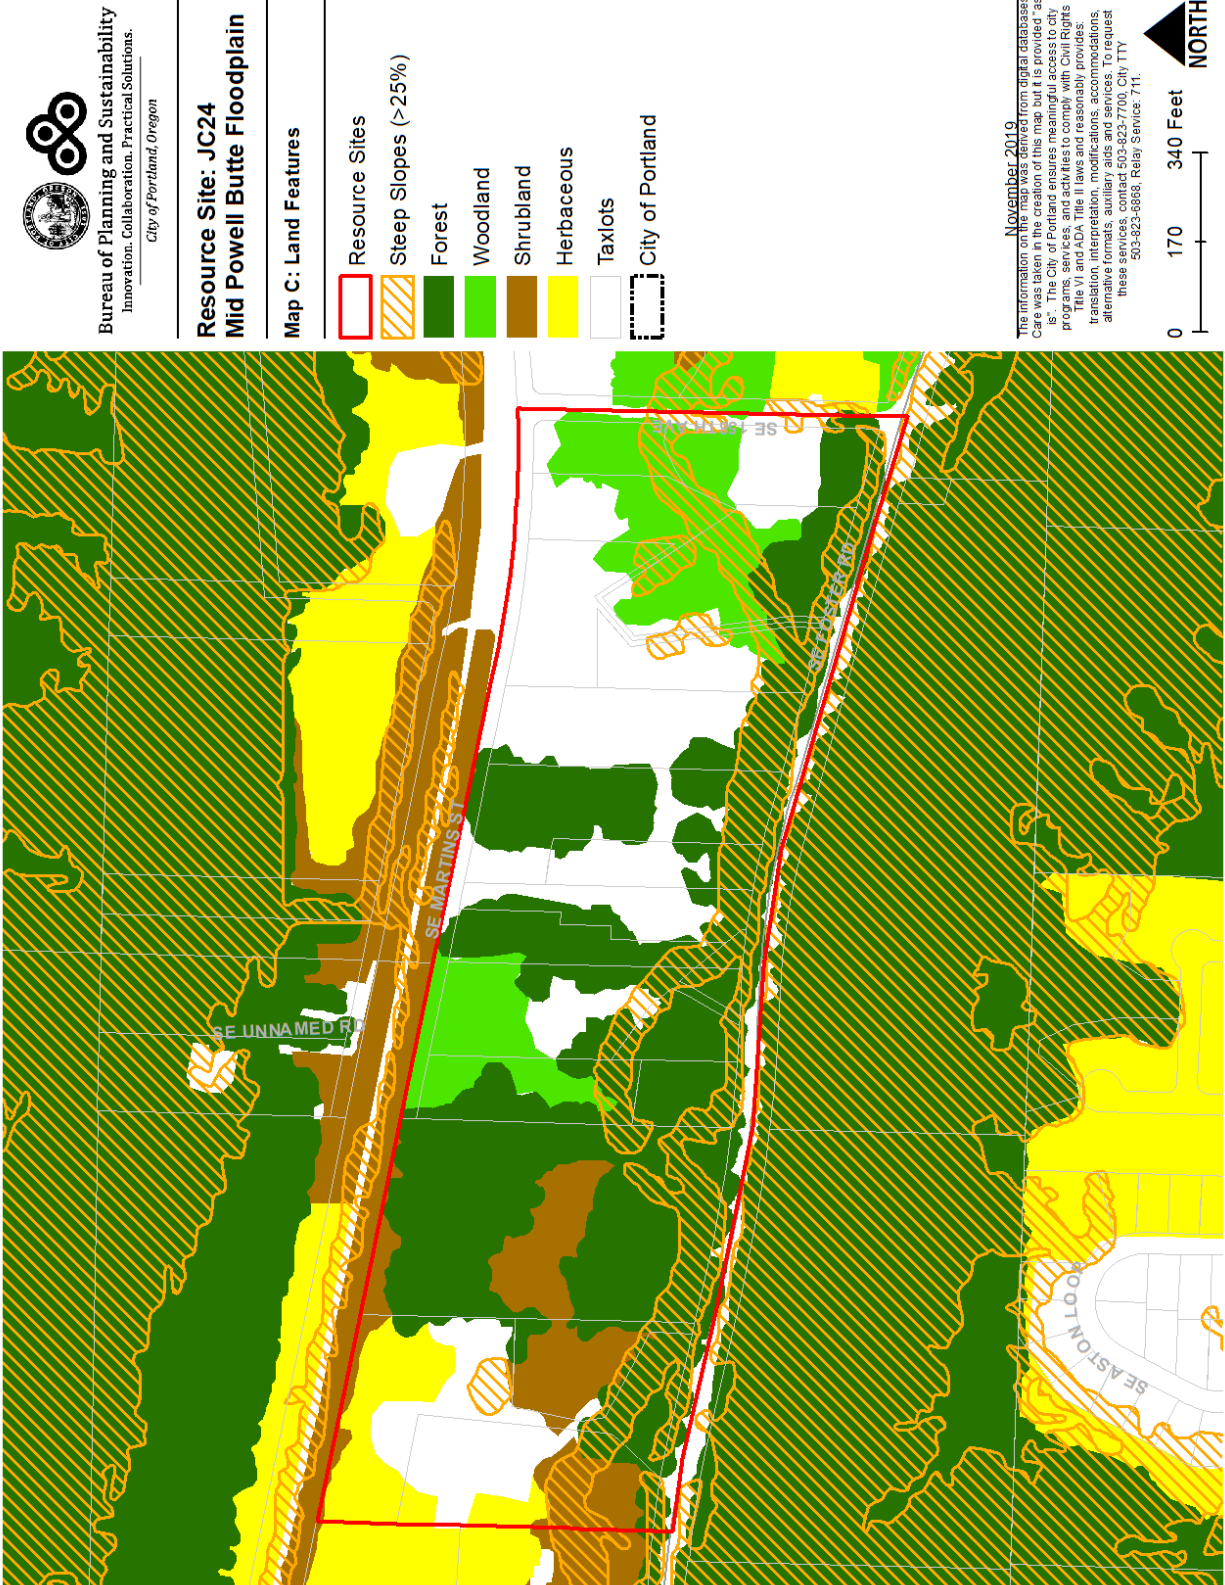 Bureau of Planning and Sustainability
Innovation. Collaboration. Practical Solutions.
City of Portland, Oregon
Resource Site: JC24
Mid Powell Butte Floodplain
Map C: Land Features
Resource Sites
Steep Slopes (>25%)
Forest
Woodland
Shrubland
Herbaceous
Taxlots
City of Portland
November 2019
The information on the map was derived from digital databases
Care was taken in the creation of this map but it is provided "as
is". The City of Portland ensures meaningful access to city
programs, services, and activities to comply with Civil Rights
Title VI and ADA Title II laws and reasonably provides:
translation, interpretation, modifications, accommodations,
alternative formats, auxiliary aids and services. To request
these services, contact 503-823-7700, City TTY
503-823-6868, Relay Service: 711.
0 170 340 Feet
NORTH
SE MARTINS ST
SE UNNAMED RD
SE FOSTER RD
SE AVE
SE ASTON LOOP